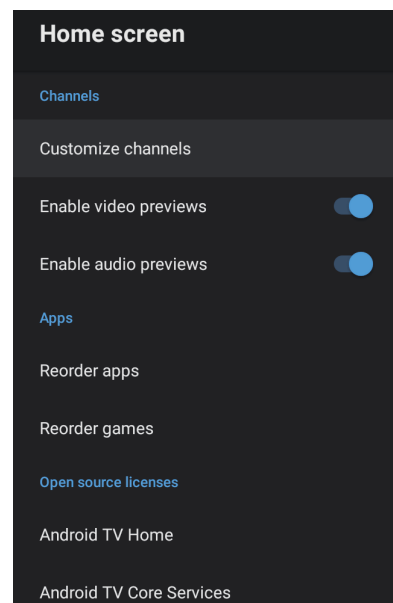 Home screen
Channels
Customize channels
Enable video previews
Enable audio previews
Apps
Reorder apps
Reorder games
Open source licenses
Android TV Home
Android TV Core Services